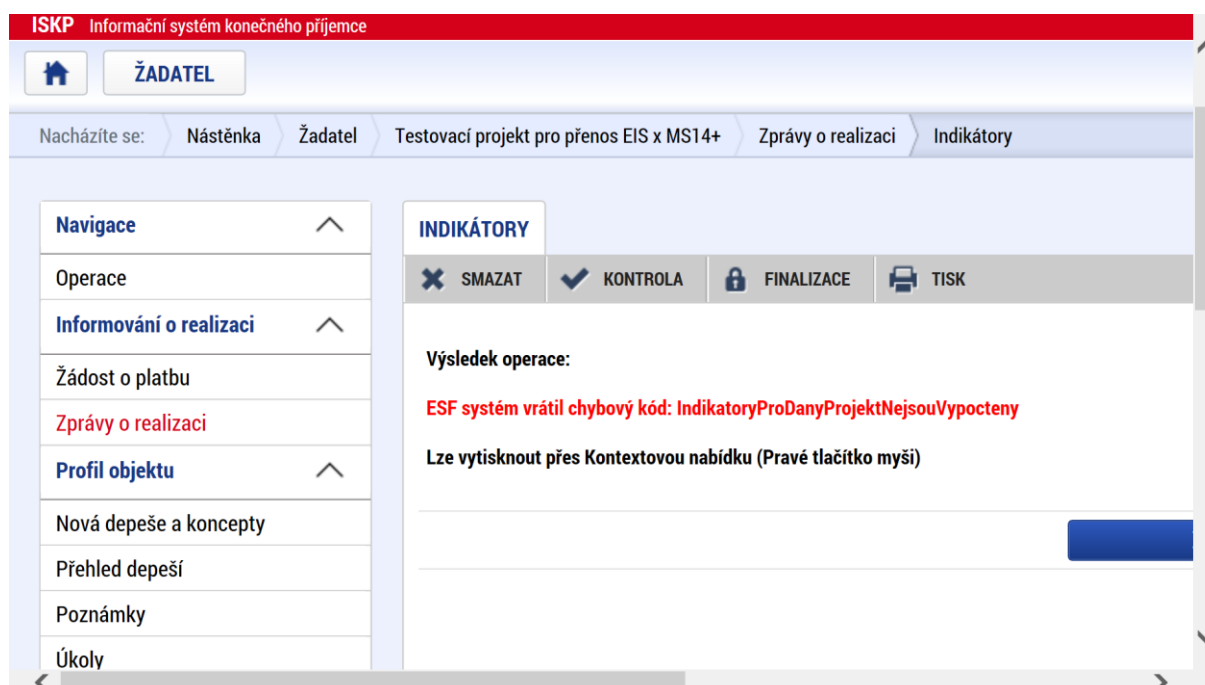 ISKP Informační systém konečného příjemce
ŽADATEL
Nacházíte se: Nástěnka Žadatel Testovací projekt pro přenos EIS x MS14+ Zprávy o realizaci Indikátory
Navigace
Operace
Informování o realizaci
Žádost o platbu
Zprávy o realizaci
Profil objektu
Nová depeše a koncepty
Přehled depeší
Poznámky
Úkoly
INDIKÁTORY
SMAZAT KONTROLA FINALIZACE TISK
Výsledek operace:
ESF systém vrátil chybový kód: IndikatoryProDanyProjektNejsouVypocteny
Lze vytisknout přes Kontextovou nabídku (Pravé tlačítko myši)